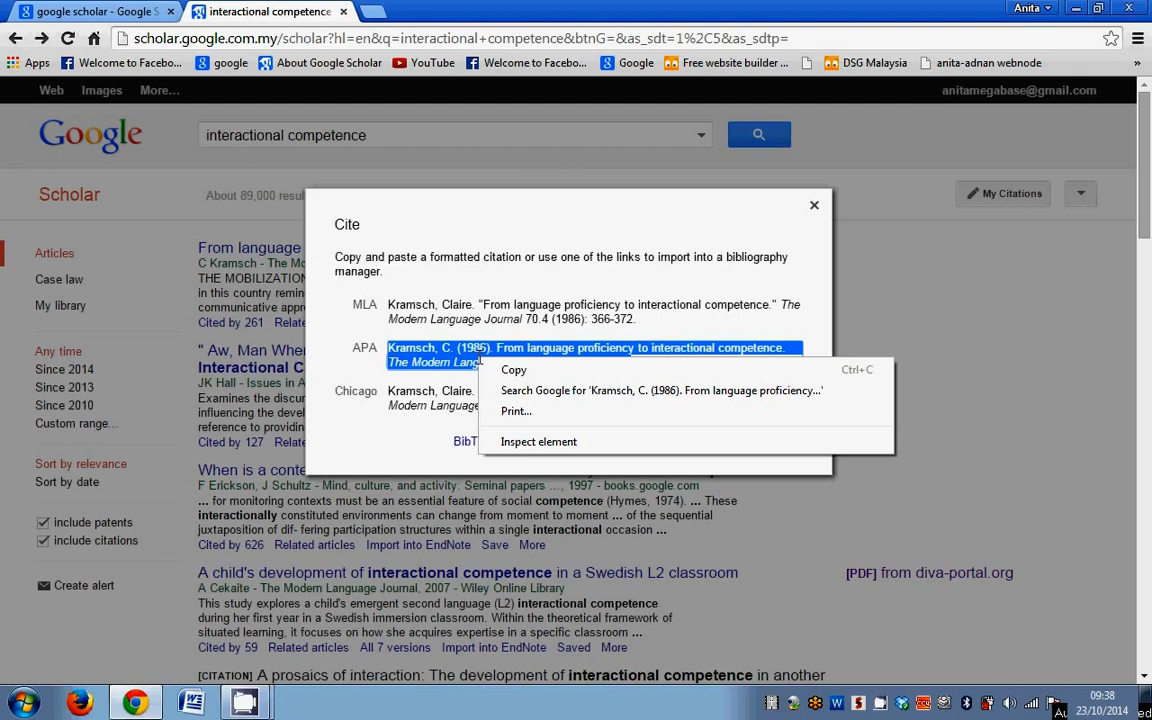 google scholar - Google S
interactional competence
Anita
scholar.google.com.my/scholar?hl=en&q=interactional+competence&btnG=&as_sdt=1%2C5&as_sdtp=
Apps
Welcome to Facebo...
google
About Google Scholar
YouTube
Welcome to Facebo...
Google
Free website builder ...
DSG Malaysia
anita-adnan webnode
»
Web Images More...
anitamegabase@gmail.com
Google
interactional competence
Scholar
About 89,000 resul
My Citations
Articles
Case law
My library
Any time
Since 2014
Since 2013
Since 2010
Custom range...
Sort by relevance
Sort by date
include patents
include citations
Create alert
From language
C Kramsch - The Mo
THE MOBILIZATION
in this country remin
communicative appro
Cited by 261 Relate
" Aw, Man Where
Interactional C
JK Hall - Issues in A
Examines the discur
influencing the devel
reference to providin
Cited by 127 Relate
When is a conte
F Erickson, J Schultz - Mind, culture, and activity: Seminal papers ..., 1997 - books.google.com
... for monitoring contexts must be an essential feature of social competence (Hymes, 1974). ... These
interactionally constituted environments can change from moment to moment ... of the sequential
juxtaposition of dif- fering participation structures within a single interactional occasion ...
Cited by 626 Related articles Import into EndNote Save More
A child's development of interactional competence in a Swedish L2 classroom
[PDF] from diva-portal.org
A Cekaite - The Modern Language Journal, 2007 - Wiley Online Library
This study explores a child's emergent second language (L2) interactional competence
during her first year in a Swedish immersion classroom. Within the theoretical framework of
situated learning, it focuses on how she acquires expertise in a specific classroom ...
Cited by 59 Related articles All 7 versions Import into EndNote Saved More
[CITATION] A prosaics of interaction: The development of interactional competence in another
Cite
Copy and paste a formatted citation or use one of the links to import into a bibliography
manager.
MLA
Kramsch, Claire. "From language proficiency to interactional competence." The
Modern Language Journal 70.4 (1986): 366-372.
APA
Kramsch, C. (1986). From language proficiency to interactional competence.
The Modern Lang
Chicago
Kramsch, Claire.
Modern Language
BibT
Copy Ctrl+C
Search Google for 'Kramsch, C. (1986). From language proficiency...'
Print...
Inspect element
09:38
23/10/2014